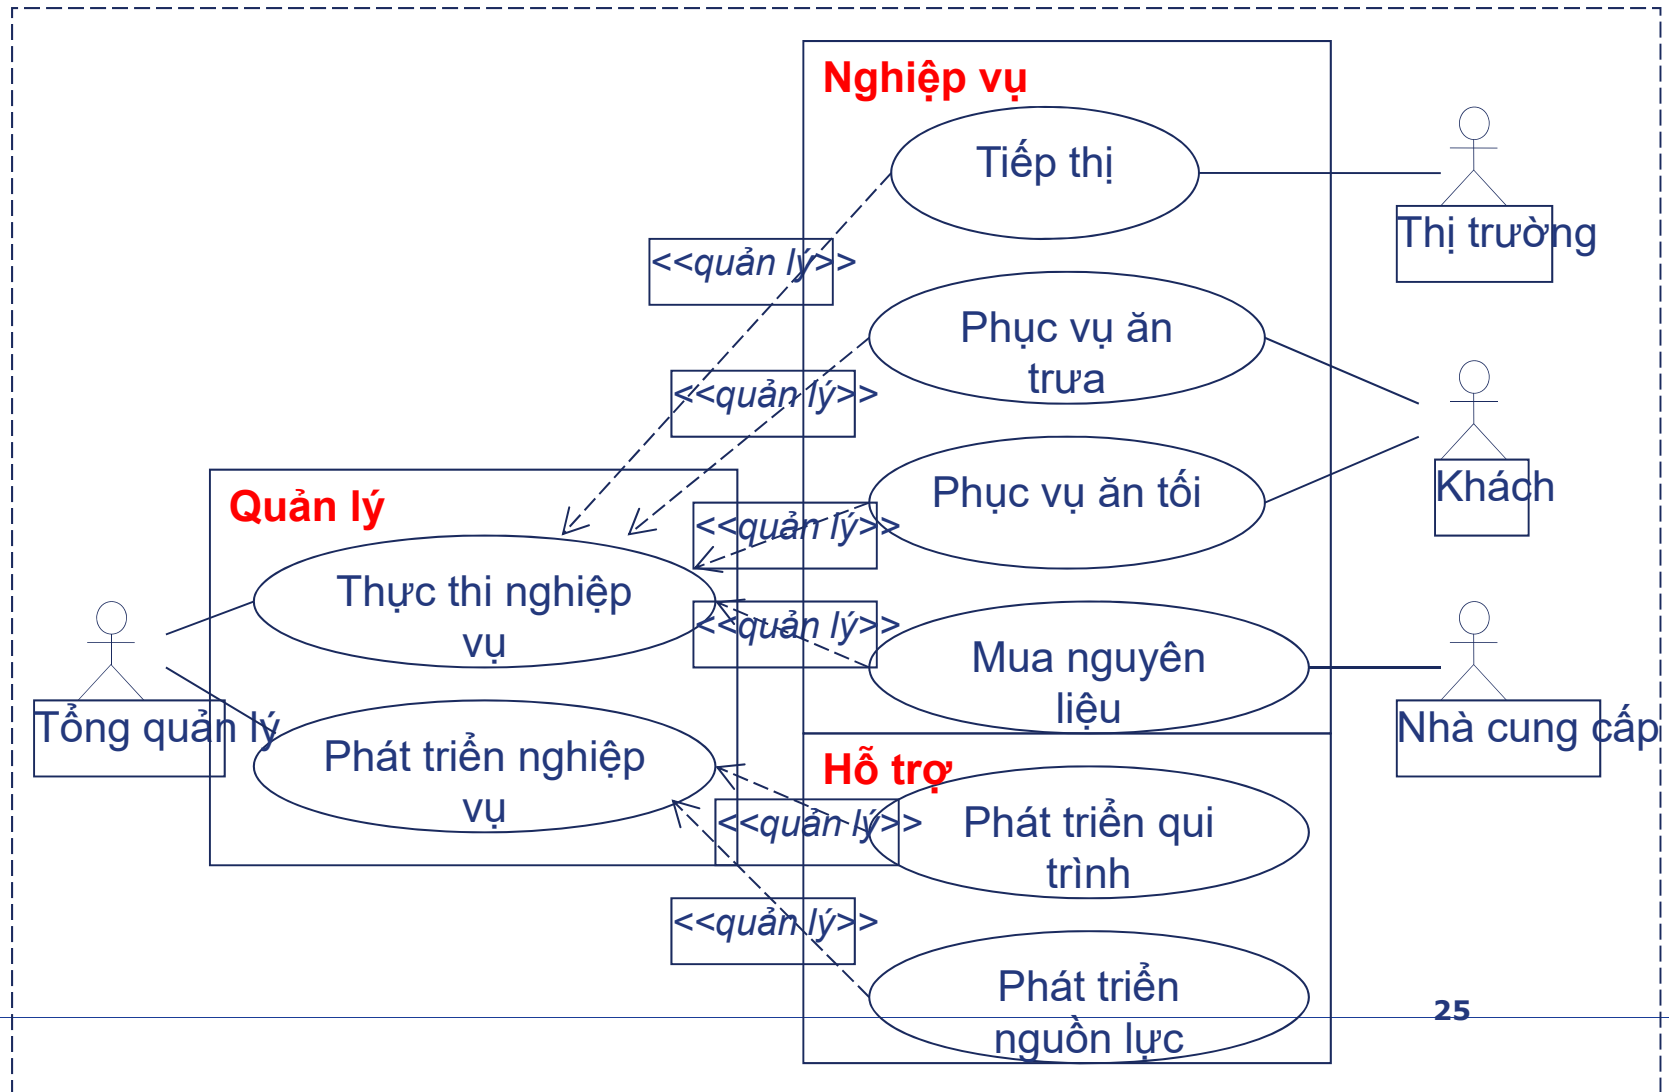 Nghiệp vụ
Tiếp thị
Thị trường
<<quản lý>>
Phục vụ ăn
trưa
<<quản lý>>
Khách
Phục vụ ăn tối
Quản lý
<<quản lý>>
Thực thi nghiệp
vụ
<<quản lý>>
Mua nguyên
liệu
Tổng quản lý
Nhà cung cấp
Phát triển nghiệp
vụ
Hỗ trợ
<<quản lý>>
Phát triển qui
trình
<<quản lý>>
Phát triển
nguồn lực
25